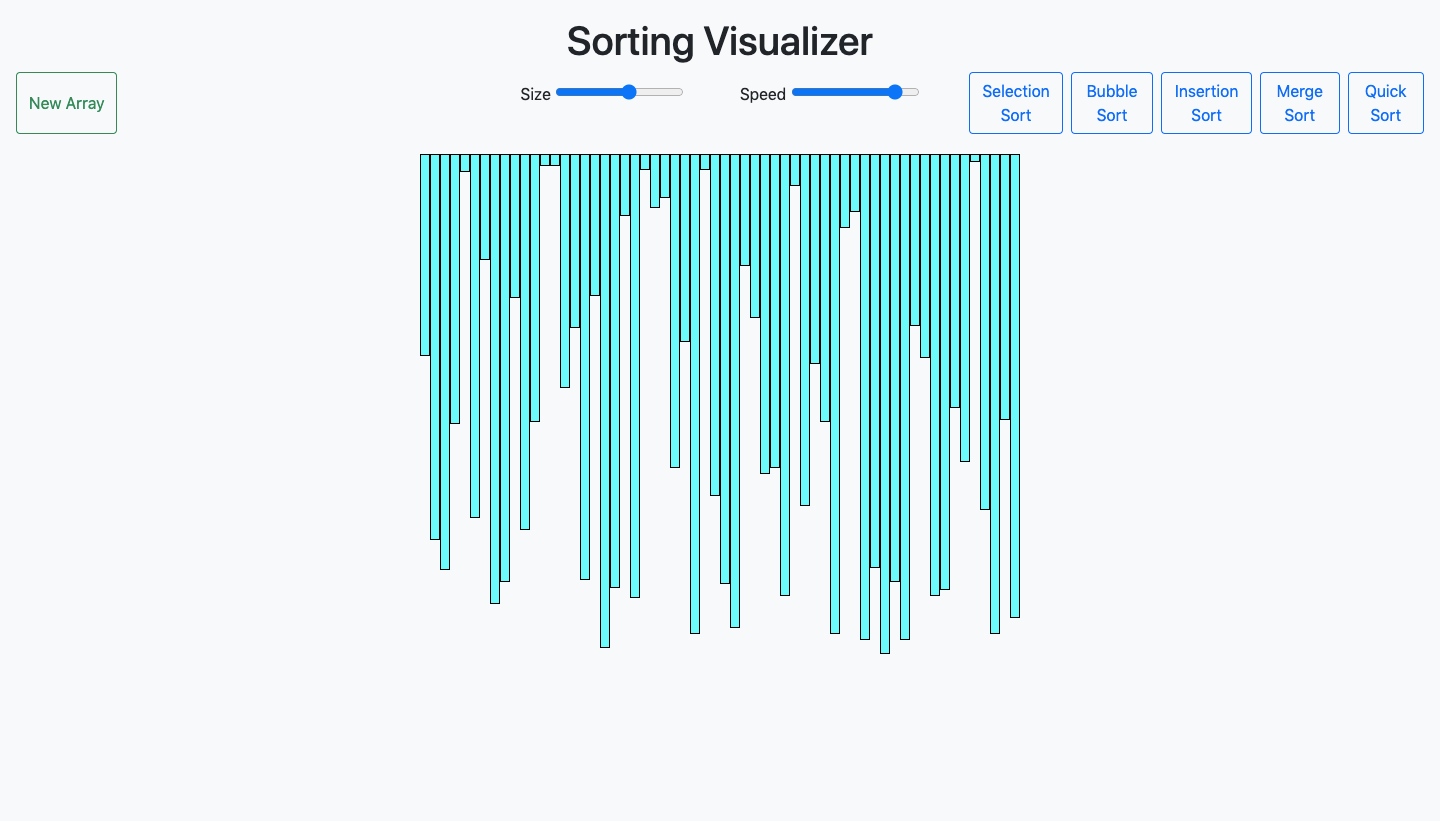 Sorting Visualizer
New Array
Size
Speed
Selection
Sort
Bubble
Sort
Insertion
Sort
Merge
Sort
Quick
Sort